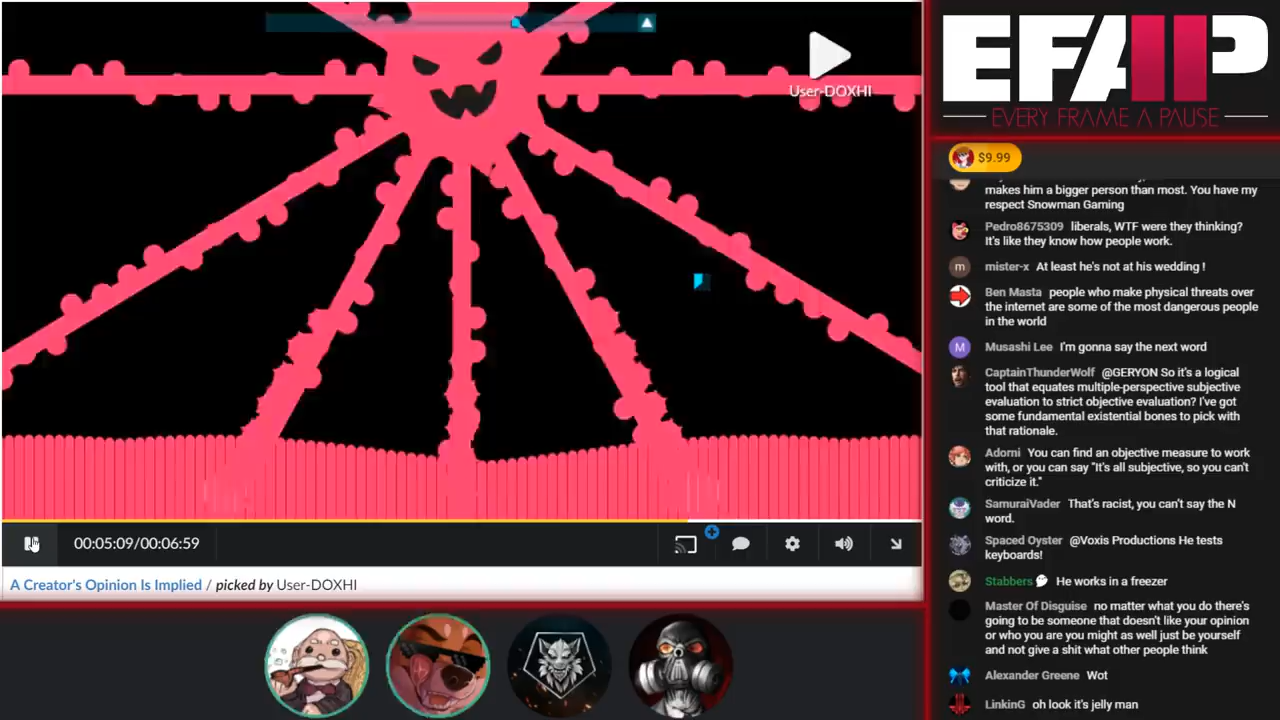 User-DOXHI
00:05:09/00:06:59
A Creator's Opinion Is Implied / picked by User-DOXHI
EFAP
EVERY FRAME A PAUSE
$9.99
makes him a bigger person than most. You have my
respect Snowman Gaming
Pedro8675309 liberals, WTF were they thinking?
It's like they know how people work.
m mister-x At least he's not at his wedding !
Ben Masta people who make physical threats over
the internet are some of the most dangerous people
in the world
M Musashi Lee I'm gonna say the next word
CaptainThunderWolf @GERYON So it's a logical
tool that equates multiple-perspective subjective
evaluation to strict objective evaluation? I've got
some fundamental existential bones to pick with
that rationale.
Adorni You can find an objective measure to work
with, or you can say "It's all subjective, so you can't
criticize it."
SamuraiVader That's racist, you can't say the N
word.
Spaced Oyster @Voxis Productions He tests
keyboards!
Stabbers He works in a freezer
Master Of Disguise no matter what you do there's
going to be someone that doesn't like your opinion
or who you are you might as well just be yourself
and not give a shit what other people think
Alexander Greene Wot
LinkinG oh look it's jelly man